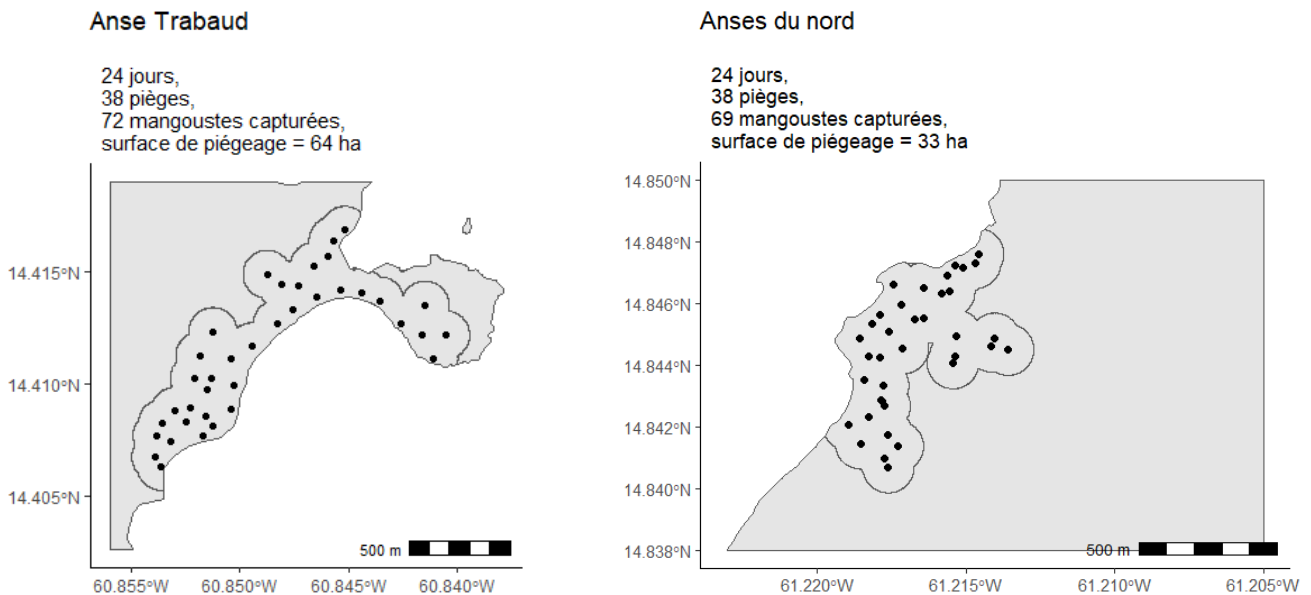 Anse Trabaud
24 jours,
38 pièges,
72 mangoustes capturées,
surface de piégeage = 64 ha
14.415°N
14.410°N
14.405°N
500 m
60.855°W 60.850°W 60.845°W 60.840°W
Anses du nord
24 jours,
38 pièges,
69 mangoustes capturées,
surface de piégeage = 33 ha
14.850°N
14.848°N
14.846°N
14.844°N
14.842°N
14.840°N
14.838°N
500 m
61.220°W 61.215°W 61.210°W 61.205°W